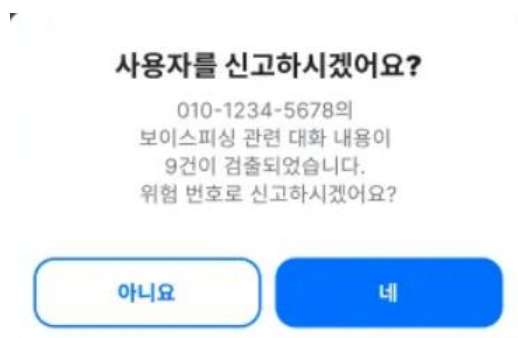 사용자를 신고하시겠어요?
010-1234-5678의
보이스피싱 관련 대화 내용이
9건이 검출되었습니다.
위험 번호로 신고하시겠어요?
아니요
네